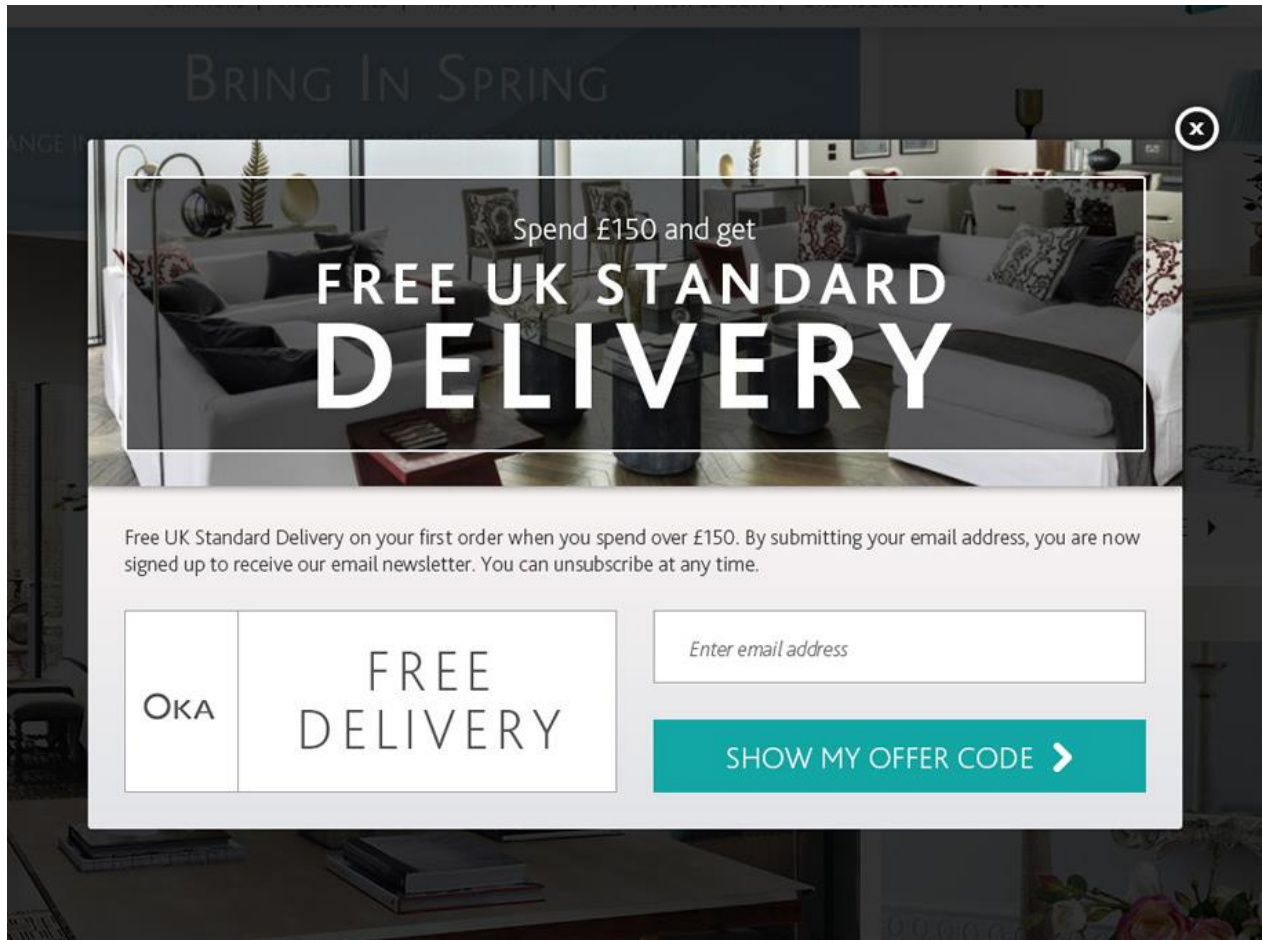 BRING IN SPRING
x
Spend £150 and get
FREE UK STANDARD
DELIVERY
Free UK Standard Delivery on your first order when you spend over £150. By submitting your email address, you are now
signed up to receive our email newsletter. You can unsubscribe at any time.
OKA
FREE
DELIVERY
Enter email address
SHOW MY OFFER CODE